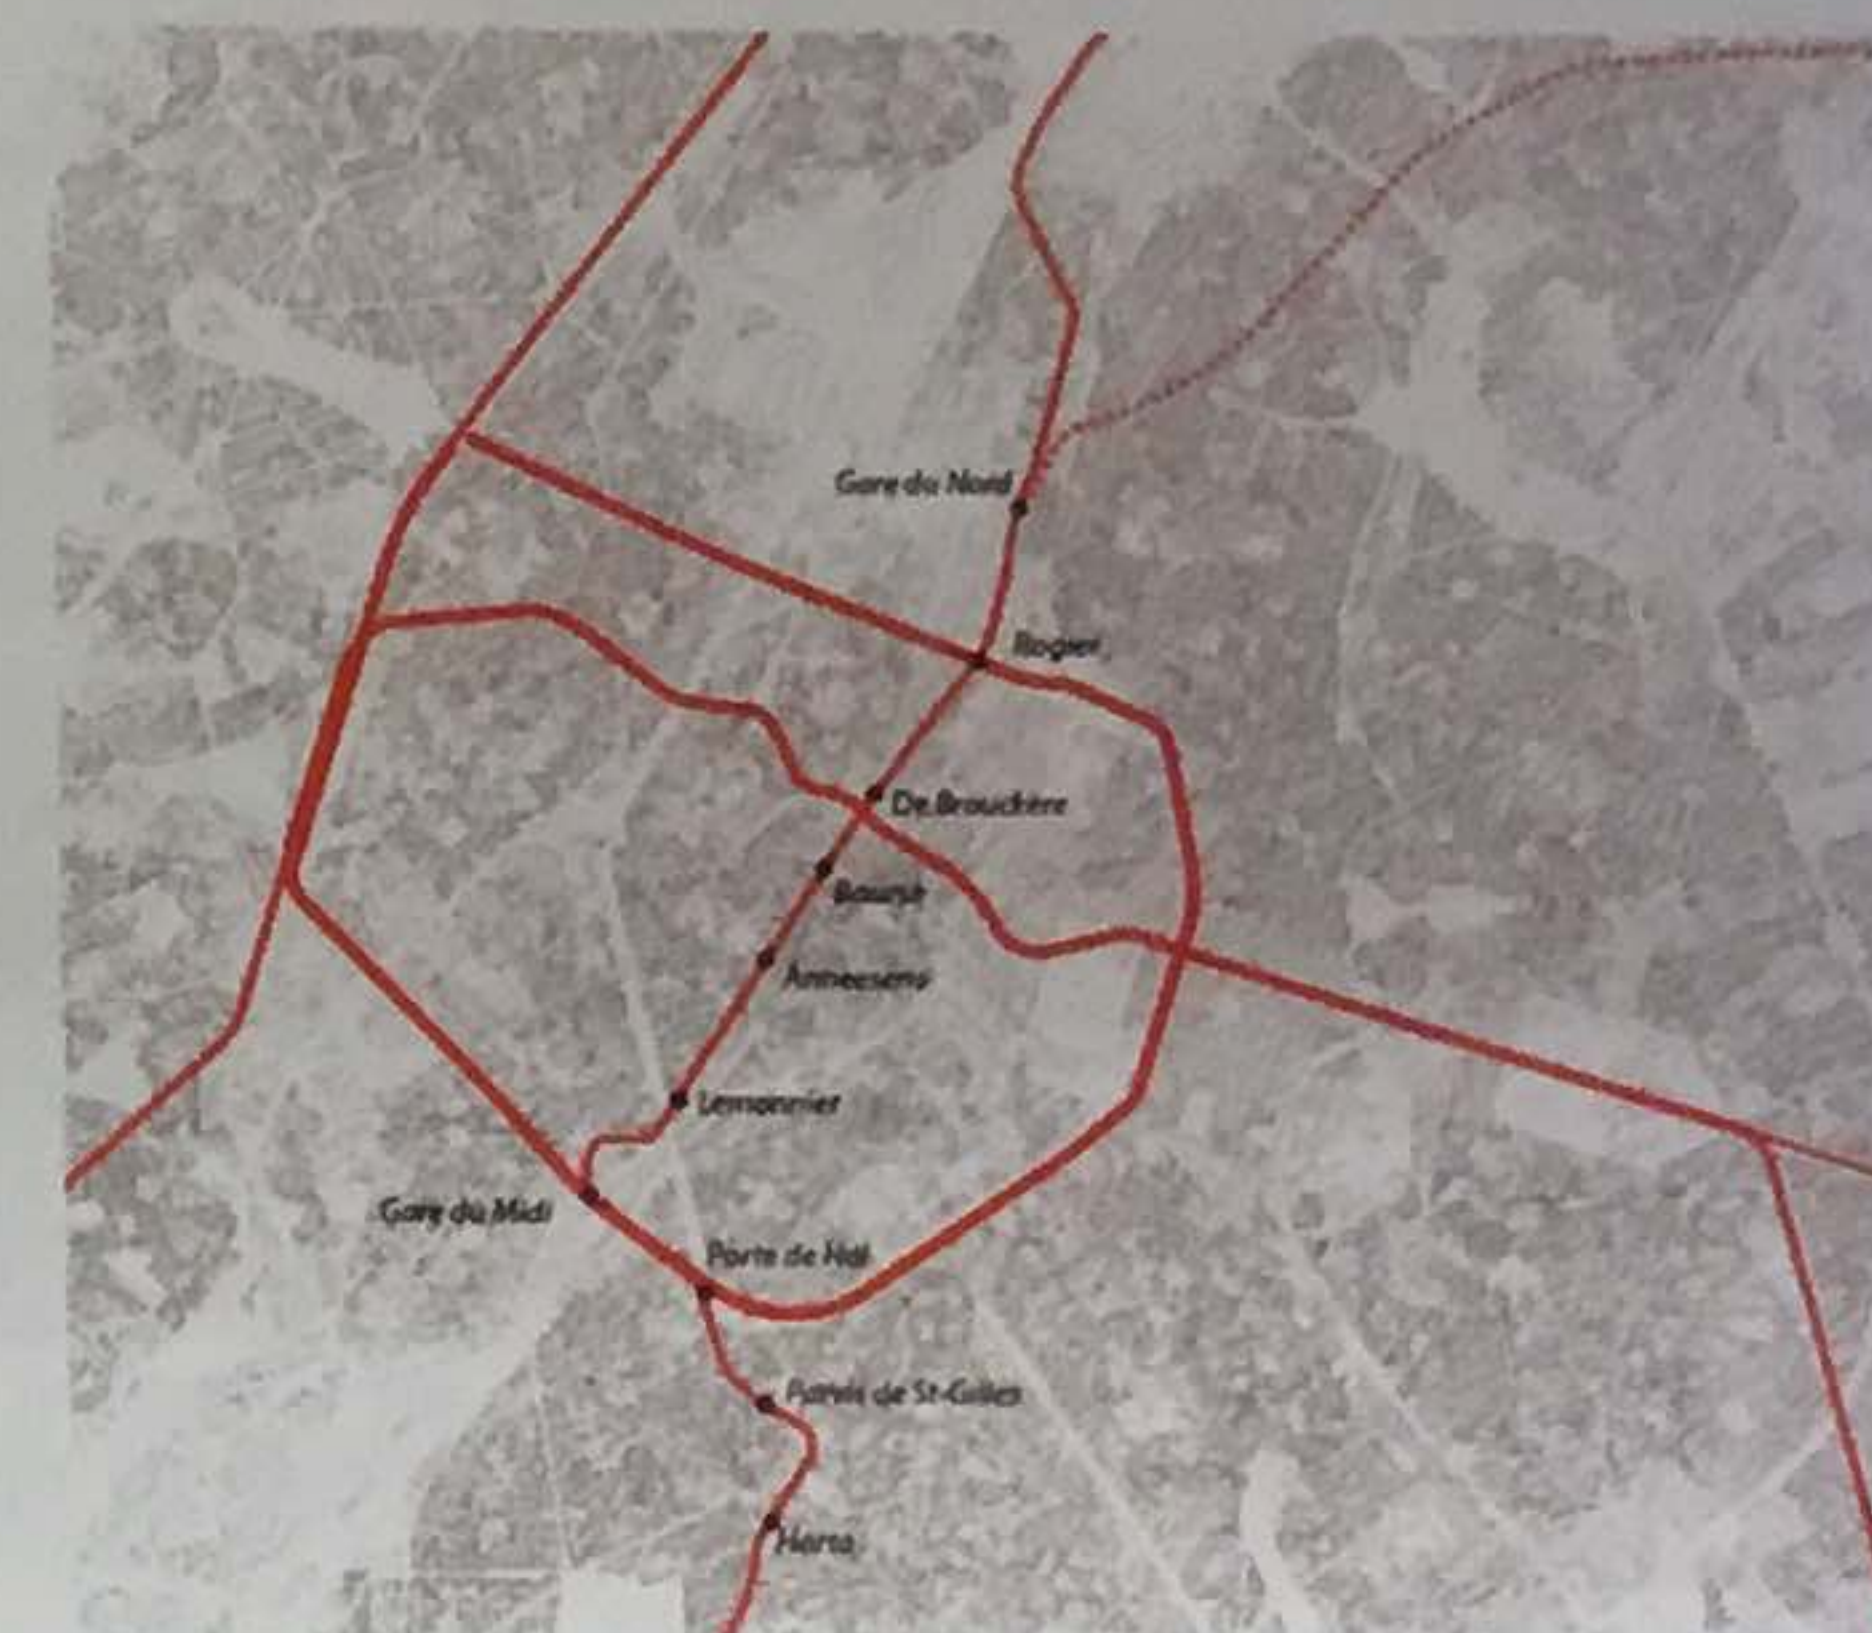 Gare du Nord
Rogier
De Brouckère
Bourse
Anneesens
Lemonnier
Gare du Midi
Porte de Hal
Parvis de St-Gilles
Horta